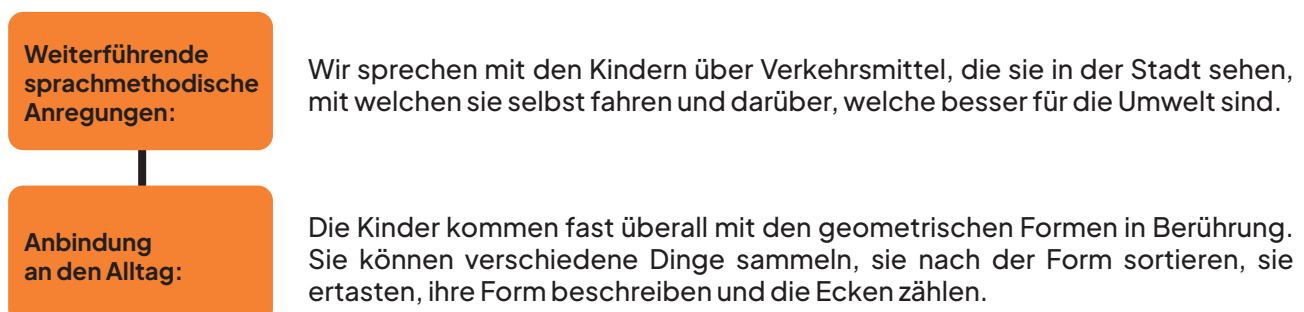 Weiterführende
sprachmethodische
Anregungen:
Wir sprechen mit den Kindern über Verkehrsmittel, die sie in der Stadt sehen,
mit welchen sie selbst fahren und darüber, welche besser für die Umwelt sind.
Anbindung
an den Alltag:
Die Kinder kommen fast überall mit den geometrischen Formen in Berührung.
Sie können verschiedene Dinge sammeln, sie nach der Form sortieren, sie
ertasten, ihre Form beschreiben und die Ecken zählen.